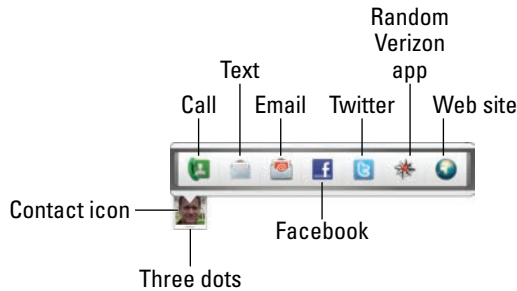 Random
Verizon
app
Text
Call
Email
Twitter
Web site
Contact icon
Facebook
Three dots